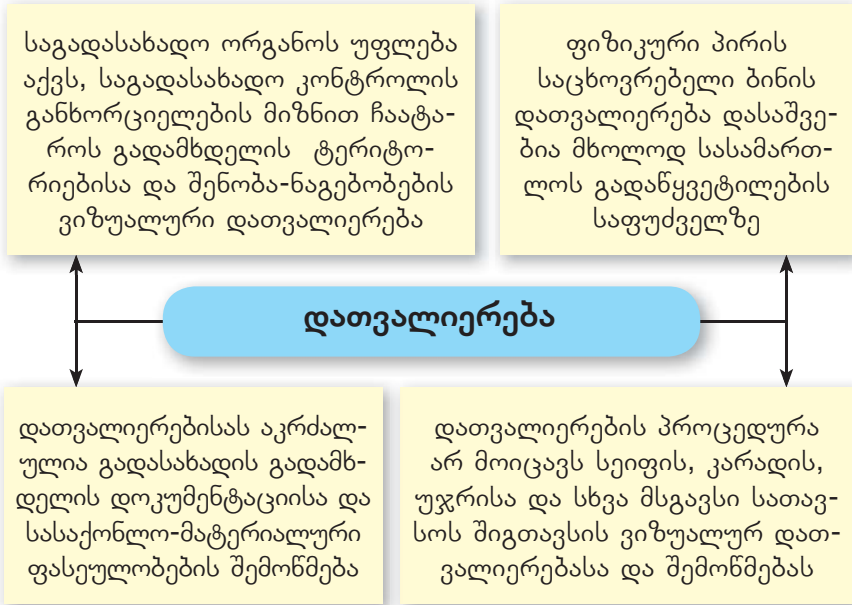 საგადასახადო ორგანოს უფლება
აქვს, საგადასახადო კონტროლის
განხორციელების მიზნით ჩაატა-
როს გადამხდელის ტერიტო-
რიებისა და შენობა-ნაგებობების
ვიზუალური დათვალიერება
ფიზიკური პირის
საცხოვრებელი ბინის
დათვალიერება დასაშვე-
ბია მხოლოდ სასამართ-
ლოს გადაწყვეტილების
საფუძველზე
დათვალიერება
დათვალიერებისას აკრძალ-
ულია გადასახადის გადამხ-
დელის დოკუმენტაციისა და
სასაქონლო-მატერიალური
ფასეულობების შემოწმება
დათვალიერების პროცედურა
არ მოიცავს სეიფის, კარადის,
უჯრისა და სხვა მსგავსი სათავ-
სოს შიგთავსის ვიზუალურ დათ-
ვალიერებასა და შემოწმებას